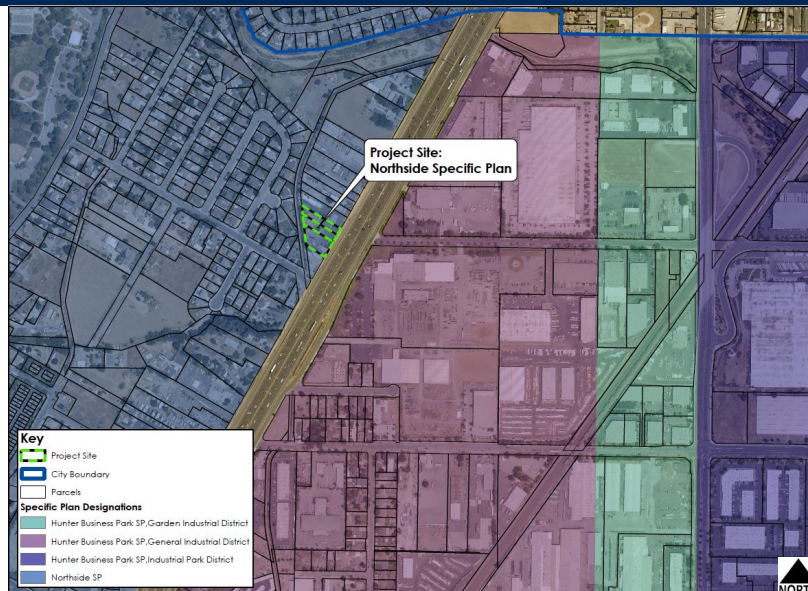 Project Site:
Northside Specific Plan
Key
Project Site
City Boundary
Parcels
Specific Plan Designations
Hunter Business Park SP,Garden Industrial District
Hunter Business Park SP,General Industrial District
Hunter Business Park SP,Industrial Park District
Northside SP
NORTH